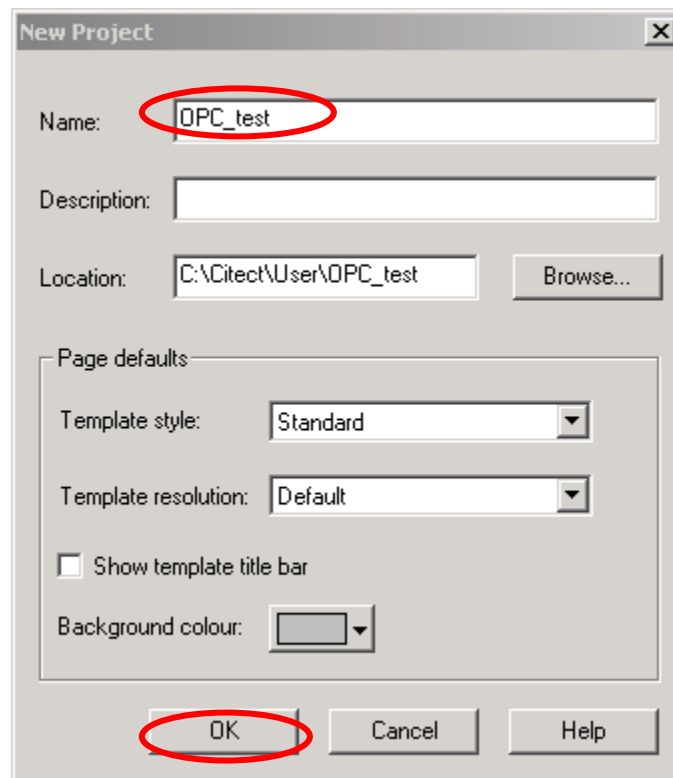 New Project
Name: OPC_test
Description:
Location: C:\Citect\User\OPC_test Browse...
Page defaults
Template style: Standard
Template resolution: Default
Show template title bar
Background colour:
OK Cancel Help